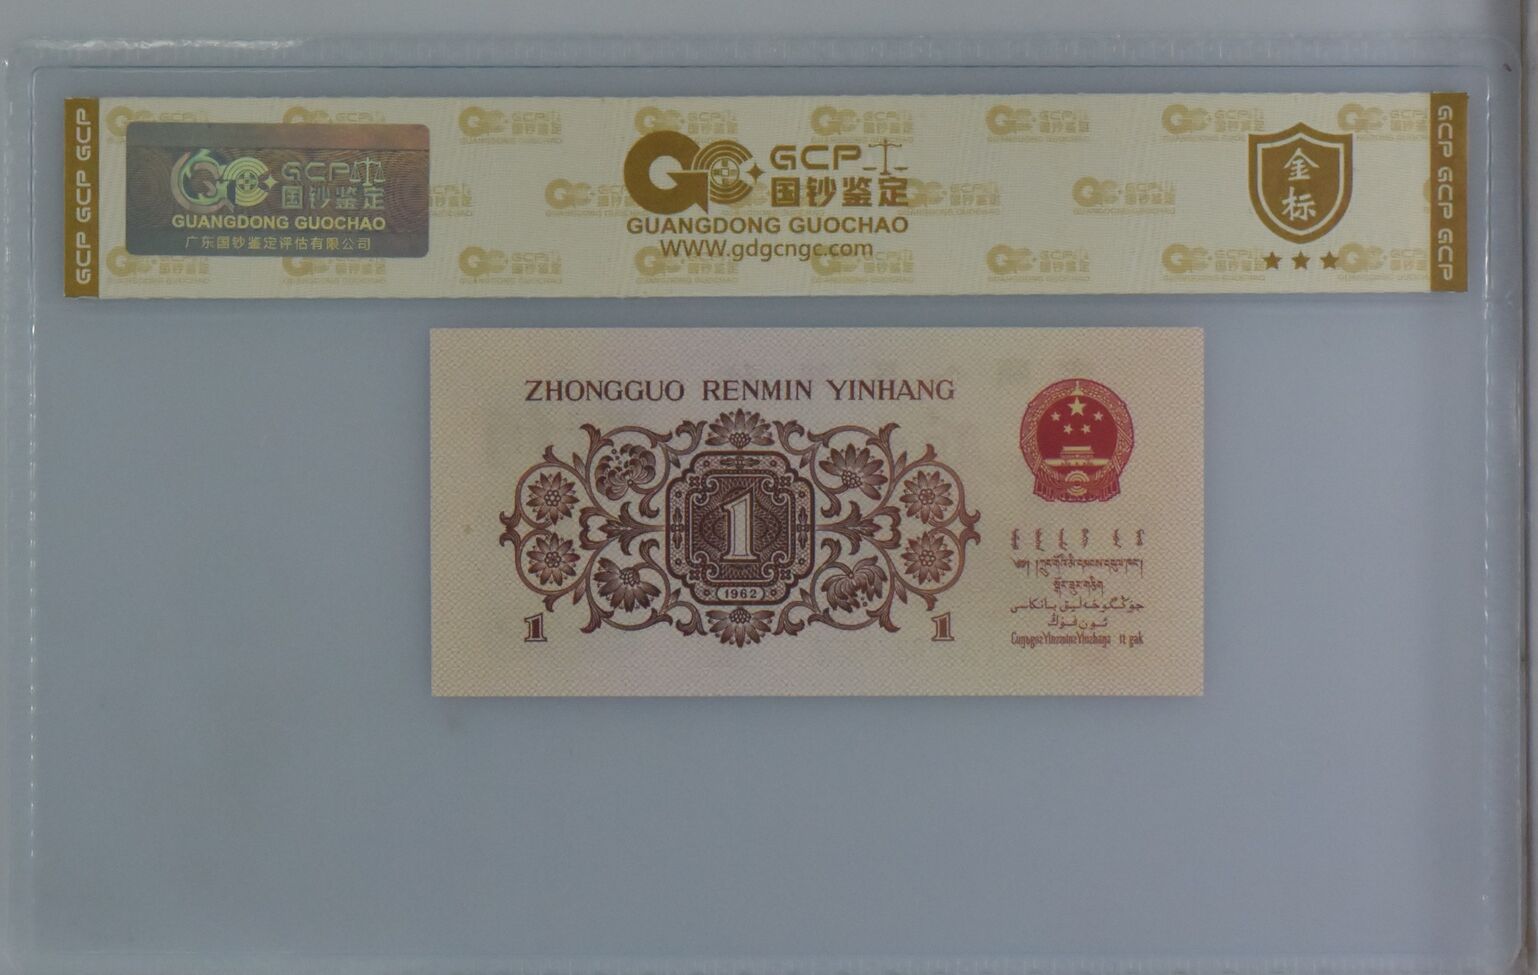 GCP GCP GCP
GCP
国钞鉴定
GUANGDONG GUOCHAO
广东国钞鉴定评估有限公司
GCP
国钞鉴定
GUANGDONG GUOCHAO
WWW.gdgcngc.com
金
标
GCP GCP GCP
ZHONGGUO RENMIN YINHANG
1
1962
1
1